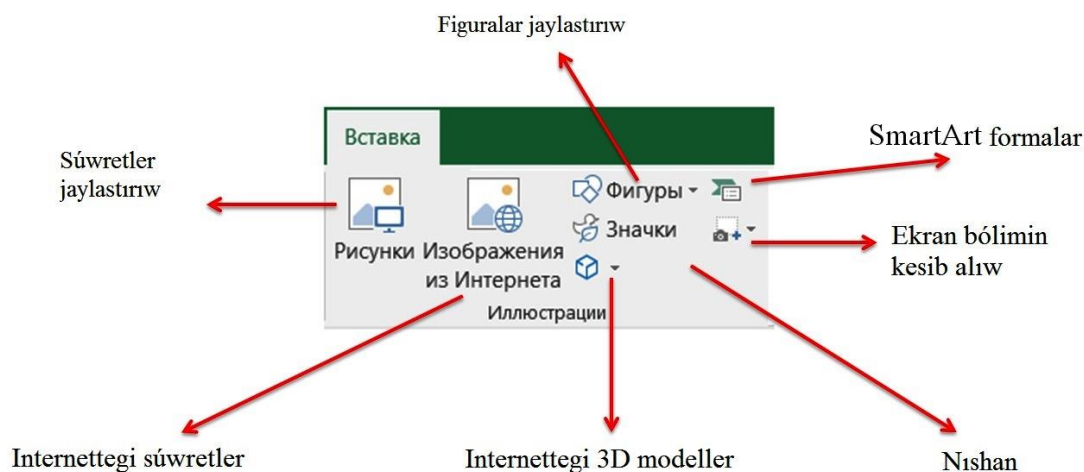 Figuralar jaylastırıw
Вставка
SmartArt formalar
Súwretler
jaylastırıw
Фигуры
Значки
Рисунки
Изображения
из Интернета
Ekran bólimin
kesib alıw
Иллюстрации
Internettegi súwretler
Internettegi 3D modeller
Nıshan